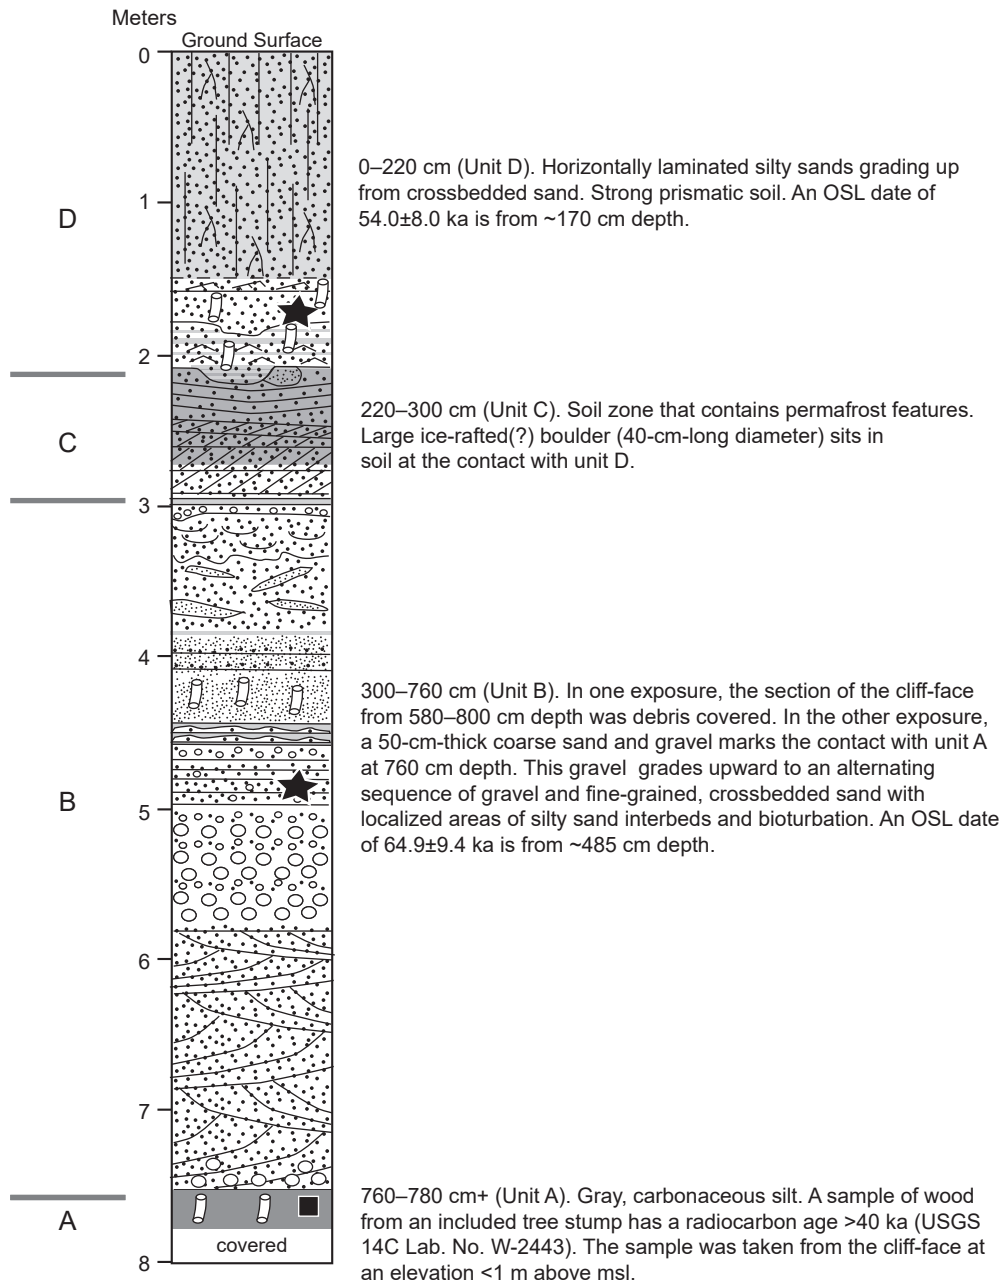 Meters
Ground Surface
0
0–220 cm (Unit D). Horizontally laminated silty sands grading up
from crossbedded sand. Strong prismatic soil. An OSL date of
54.0±8.0 ka is from ~170 cm depth.
1
D
2
220–300 cm (Unit C). Soil zone that contains permafrost features.
Large ice-rafted(?) boulder (40-cm-long diameter) sits in
soil at the contact with unit D.
C
3
4
300–760 cm (Unit B). In one exposure, the section of the cliff-face
from 580–800 cm depth was debris covered. In the other exposure,
a 50-cm-thick coarse sand and gravel marks the contact with unit A
at 760 cm depth. This gravel grades upward to an alternating
sequence of gravel and fine-grained, crossbedded sand with
localized areas of silty sand interbeds and bioturbation. An OSL date
of 64.9±9.4 ka is from ~485 cm depth.
B
5
6
7
760–780 cm+ (Unit A). Gray, carbonaceous silt. A sample of wood
from an included tree stump has a radiocarbon age >40 ka (USGS
14C Lab. No. W-2443). The sample was taken from the cliff-face at
an elevation <1 m above msl.
A
covered
8